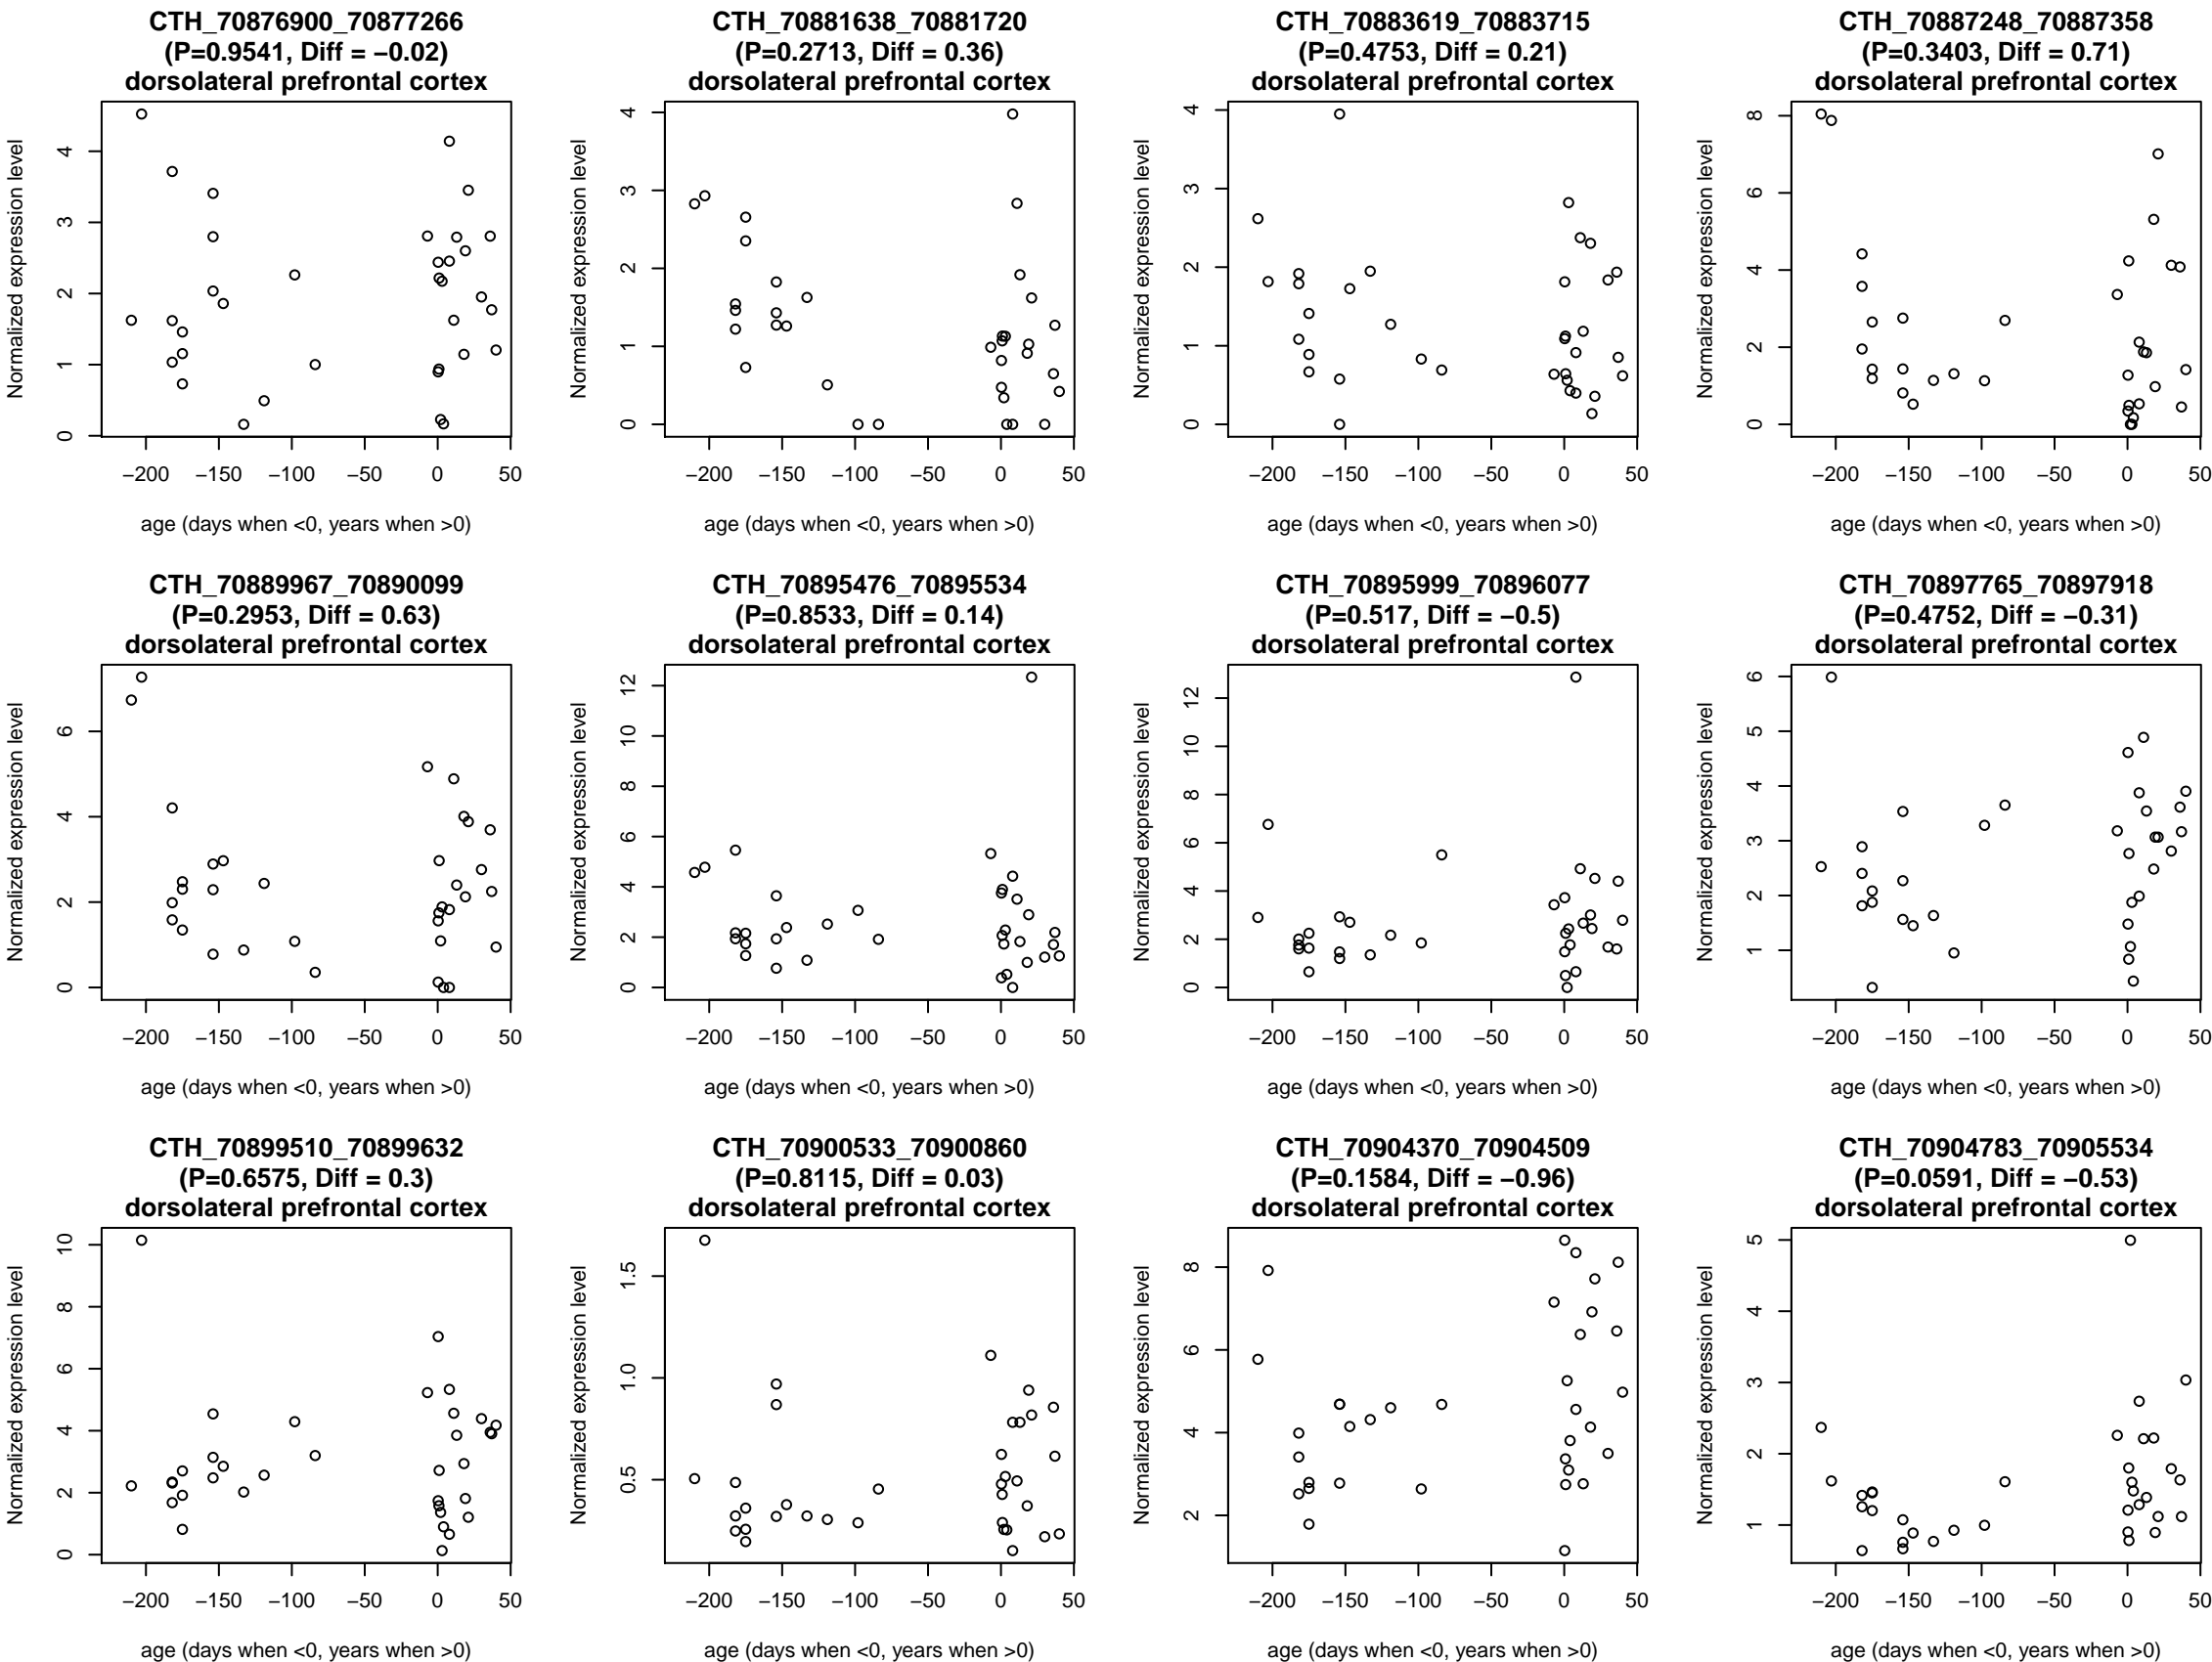 CTH_70876900_70877266
(P=0.9541, Diff = −0.02)
dorsolateral prefrontal cortex
Normalized expression level
0 1 2 3 4
−200 −150 −100 −50 0 50
age (days when <0, years when >0)
CTH_70881638_70881720
(P=0.2713, Diff = 0.36)
dorsolateral prefrontal cortex
Normalized expression level
0 1 2 3 4
−200 −150 −100 −50 0 50
age (days when <0, years when >0)
CTH_70883619_70883715
(P=0.4753, Diff = 0.21)
dorsolateral prefrontal cortex
Normalized expression level
0 1 2 3 4
−200 −150 −100 −50 0 50
age (days when <0, years when >0)
CTH_70887248_70887358
(P=0.3403, Diff = 0.71)
dorsolateral prefrontal cortex
Normalized expression level
0 2 4 6 8
−200 −150 −100 −50 0 50
age (days when <0, years when >0)
CTH_70889967_70890099
(P=0.2953, Diff = 0.63)
dorsolateral prefrontal cortex
Normalized expression level
0 2 4 6
−200 −150 −100 −50 0 50
age (days when <0, years when >0)
CTH_70895476_70895534
(P=0.8533, Diff = 0.14)
dorsolateral prefrontal cortex
Normalized expression level
0 2 4 6 8 10 12
−200 −150 −100 −50 0 50
age (days when <0, years when >0)
CTH_70895999_70896077
(P=0.517, Diff = −0.5)
dorsolateral prefrontal cortex
Normalized expression level
0 2 4 6 8 10 12
−200 −150 −100 −50 0 50
age (days when <0, years when >0)
CTH_70897765_70897918
(P=0.4752, Diff = −0.31)
dorsolateral prefrontal cortex
Normalized expression level
1 2 3 4 5 6
−200 −150 −100 −50 0 50
age (days when <0, years when >0)
CTH_70899510_70899632
(P=0.6575, Diff = 0.3)
dorsolateral prefrontal cortex
Normalized expression level
0 2 4 6 8 10
−200 −150 −100 −50 0 50
age (days when <0, years when >0)
CTH_70900533_70900860
(P=0.8115, Diff = 0.03)
dorsolateral prefrontal cortex
Normalized expression level
0.5 1.0 1.5
−200 −150 −100 −50 0 50
age (days when <0, years when >0)
CTH_70904370_70904509
(P=0.1584, Diff = −0.96)
dorsolateral prefrontal cortex
Normalized expression level
2 4 6 8
−200 −150 −100 −50 0 50
age (days when <0, years when >0)
CTH_70904783_70905534
(P=0.0591, Diff = −0.53)
dorsolateral prefrontal cortex
Normalized expression level
1 2 3 4 5
−200 −150 −100 −50 0 50
age (days when <0, years when >0)